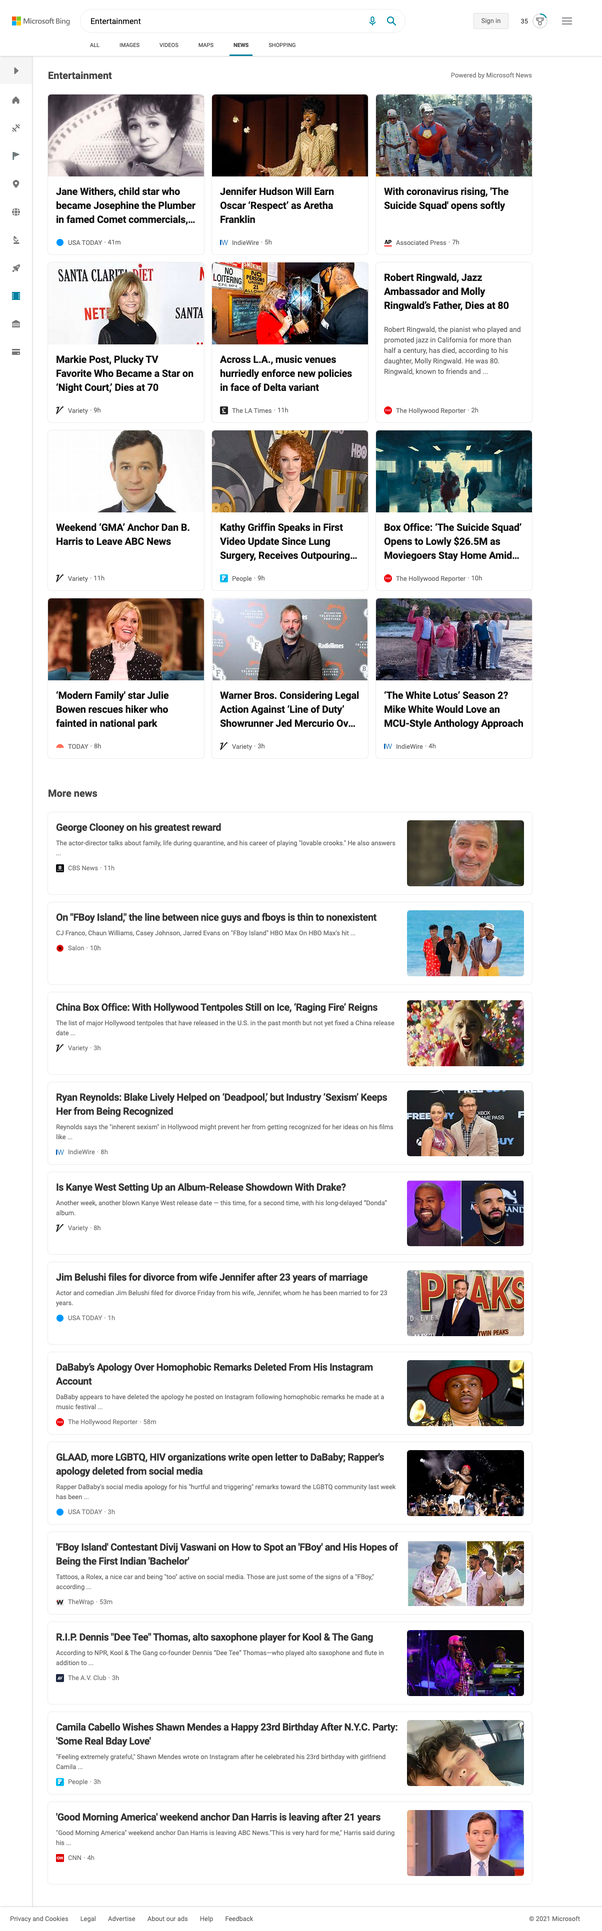 Microsoft Bing
Entertainment
Sign in
35
ALL IMAGES VIDEOS MAPS NEWS SHOPPING
Entertainment
Powered by Microsoft News
Jane Withers, child star who
became Josephine the Plumber
in famed Comet commercials,...
USA TODAY · 41m
Jennifer Hudson Will Earn
Oscar ‘Respect’ as Aretha
Franklin
IW IndieWire · 5h
With coronavirus rising, 'The
Suicide Squad' opens softly
AP Associated Press · 7h
SANTA CLARITA DIET
NETF
SANTA
Markie Post, Plucky TV
Favorite Who Became a Star on
‘Night Court,’ Dies at 70
Variety · 9h
NO
LOITERING
Across L.A., music venues
hurriedly enforce new policies
in face of Delta variant
The LA Times · 11h
Robert Ringwald, Jazz
Ambassador and Molly
Ringwald’s Father, Dies at 80
Robert Ringwald, the pianist who played and
promoted jazz in California for more than
half a century, has died, according to his
daughter, Molly Ringwald. He was 80.
Ringwald, known to friends and ...
The Hollywood Reporter · 2h
Weekend ‘GMA’ Anchor Dan B.
Harris to Leave ABC News
Variety · 11h
HBO
Kathy Griffin Speaks in First
Video Update Since Lung
Surgery, Receives Outpouring...
People · 9h
Box Office: ‘The Suicide Squad’
Opens to Lowly $26.5M as
Moviegoers Stay Home Amid...
The Hollywood Reporter · 10h
‘Modern Family' star Julie
Bowen rescues hiker who
fainted in national park
TODAY · 8h
Warner Bros. Considering Legal
Action Against ‘Line of Duty’
Showrunner Jed Mercurio Ov...
Variety · 3h
‘The White Lotus’ Season 2?
Mike White Would Love an
MCU-Style Anthology Approach
IW IndieWire · 4h
More news
George Clooney on his greatest reward
The actor-director talks about family, life during quarantine, and his career of playing "lovable crooks." He also answers
...
CBS News · 11h
On "FBoy Island," the line between nice guys and fboys is thin to nonexistent
CJ Franco, Chaun Williams, Casey Johnson, Jarred Evans on "FBoy Island" HBO Max On HBO Max's hit ...
Salon · 10h
China Box Office: With Hollywood Tentpoles Still on Ice, ‘Raging Fire’ Reigns
The list of major Hollywood tentpoles that have released in the U.S. in the past month but not yet fixed a China release
date ...
Variety · 3h
Ryan Reynolds: Blake Lively Helped on ‘Deadpool,’ but Industry ‘Sexism’ Keeps
Her from Being Recognized
Reynolds says the "inherent sexism" in Hollywood might prevent her from getting recognized for her ideas on his films
like ...
IW IndieWire · 8h
FREE GUY
XBOX
GAME PASS
Is Kanye West Setting Up an Album-Release Showdown With Drake?
Another week, another blown Kanye West release date — this time, for a second time, with his long-delayed “Donda”
album.
Variety · 8h
Jim Belushi files for divorce from wife Jennifer after 23 years of marriage
Actor and comedian Jim Belushi filed for divorce Friday from his wife, Jennifer, whom he has been married to for 23
years.
USA TODAY · 1h
PEAKS
TWIN PEAKS
DaBaby’s Apology Over Homophobic Remarks Deleted From His Instagram
Account
DaBaby appears to have deleted the apology he posted on Instagram following homophobic remarks he made at a
music festival ...
The Hollywood Reporter · 58m
GLAAD, more LGBTQ, HIV organizations write open letter to DaBaby; Rapper's
apology deleted from social media
Rapper DaBaby's social media apology for his "hurtful and triggering" remarks toward the LGBTQ community last week
has been ...
USA TODAY · 3h
'FBoy Island' Contestant Divij Vaswani on How to Spot an 'FBoy' and His Hopes of
Being the First Indian 'Bachelor'
Tattoos, a Rolex, a nice car and being "too" active on social media. Those are just some of the signs of a "FBoy,"
according ...
TheWrap · 53m
R.I.P. Dennis "Dee Tee" Thomas, alto saxophone player for Kool & The Gang
According to NPR, Kool & The Gang co-founder Dennis "Dee Tee" Thomas—who played alto saxophone and flute in
addition to ...
The A.V. Club · 3h
Camila Cabello Wishes Shawn Mendes a Happy 23rd Birthday After N.Y.C. Party:
'Some Real Bday Love'
"Feeling extremely grateful," Shawn Mendes wrote on Instagram after he celebrated his 23rd birthday with girlfriend
Camila ...
People · 3h
'Good Morning America' weekend anchor Dan Harris is leaving after 21 years
"Good Morning America" weekend anchor Dan Harris is leaving ABC News."This is very hard for me," Harris said during
his ...
CNN · 4h
Privacy and Cookies Legal Advertise About our ads Help Feedback
© 2021 Microsoft